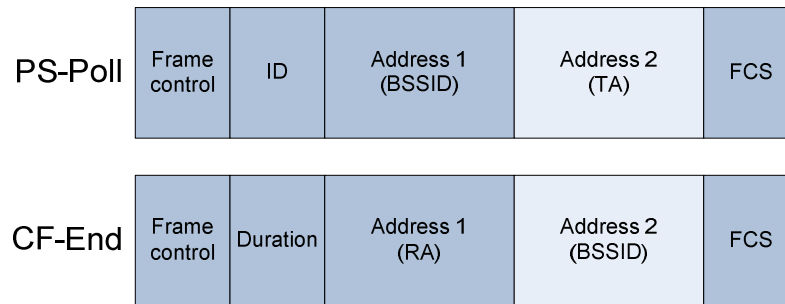 PS-Poll
Frame
control
ID
Address 1
(BSSID)
Address 2
(TA)
FCS
CF-End
Frame
control
Duration
Address 1
(RA)
Address 2
(BSSID)
FCS